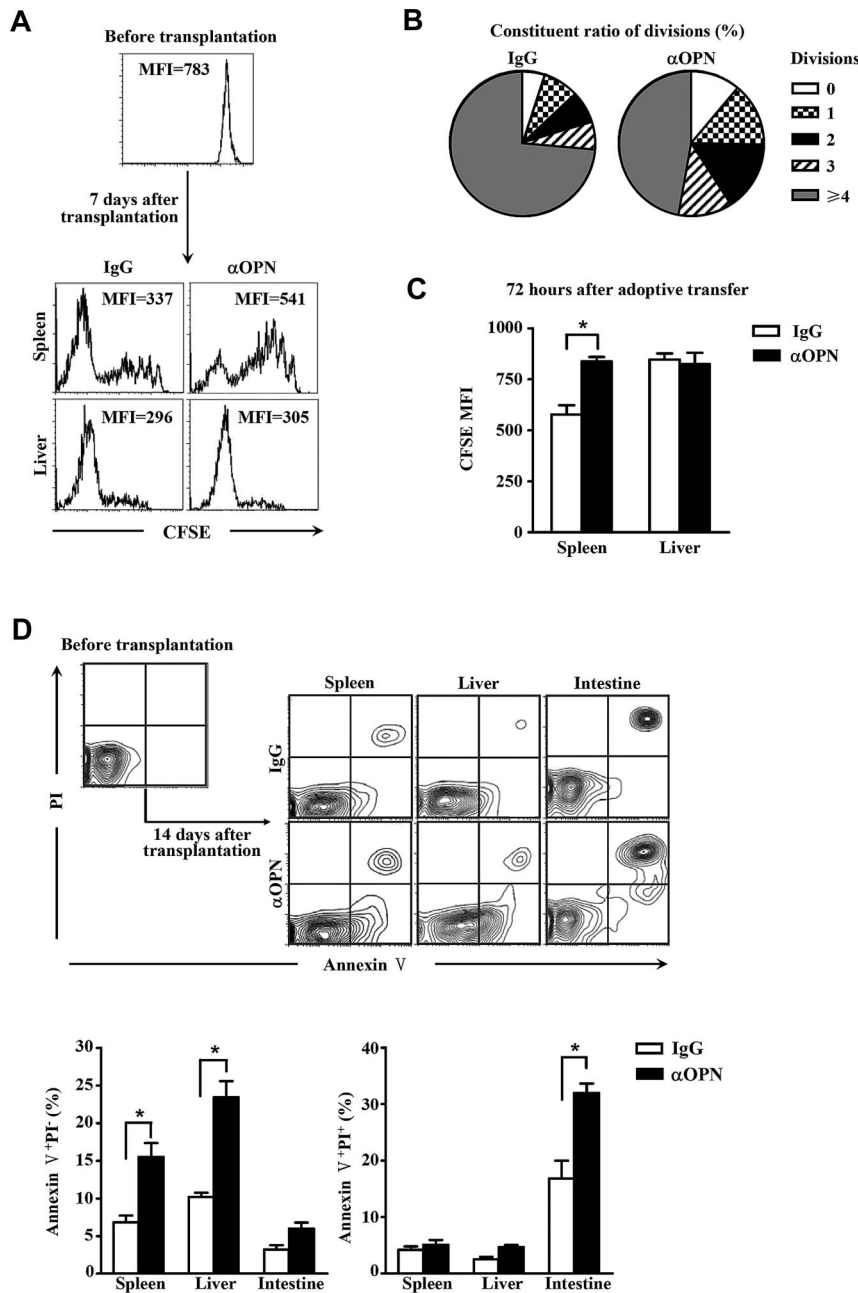 A
Before transplantation
MFI=783
7 days after
transplantation
IgG
αOPN
Spleen
MFI=337
MFI=541
Liver
MFI=296
MFI=305
CFSE
B
Constituent ratio of divisions (%)
IgG
αOPN
Divisions
0
1
2
3
≥4
C
72 hours after adoptive transfer
CFSE MFI
1000
750
500
250
0
*
IgG
αOPN
Spleen
Liver
D
Before transplantation
PI
14 days after
transplantation
Spleen
Liver
Intestine
IgG
αOPN
Annexin V
Annexin V+PI- (%)
30
25
20
15
10
5
0
*
*
Spleen
Liver
Intestine
Annexin V+PI+ (%)
40
30
20
10
0
*
Spleen
Liver
Intestine
IgG
αOPN